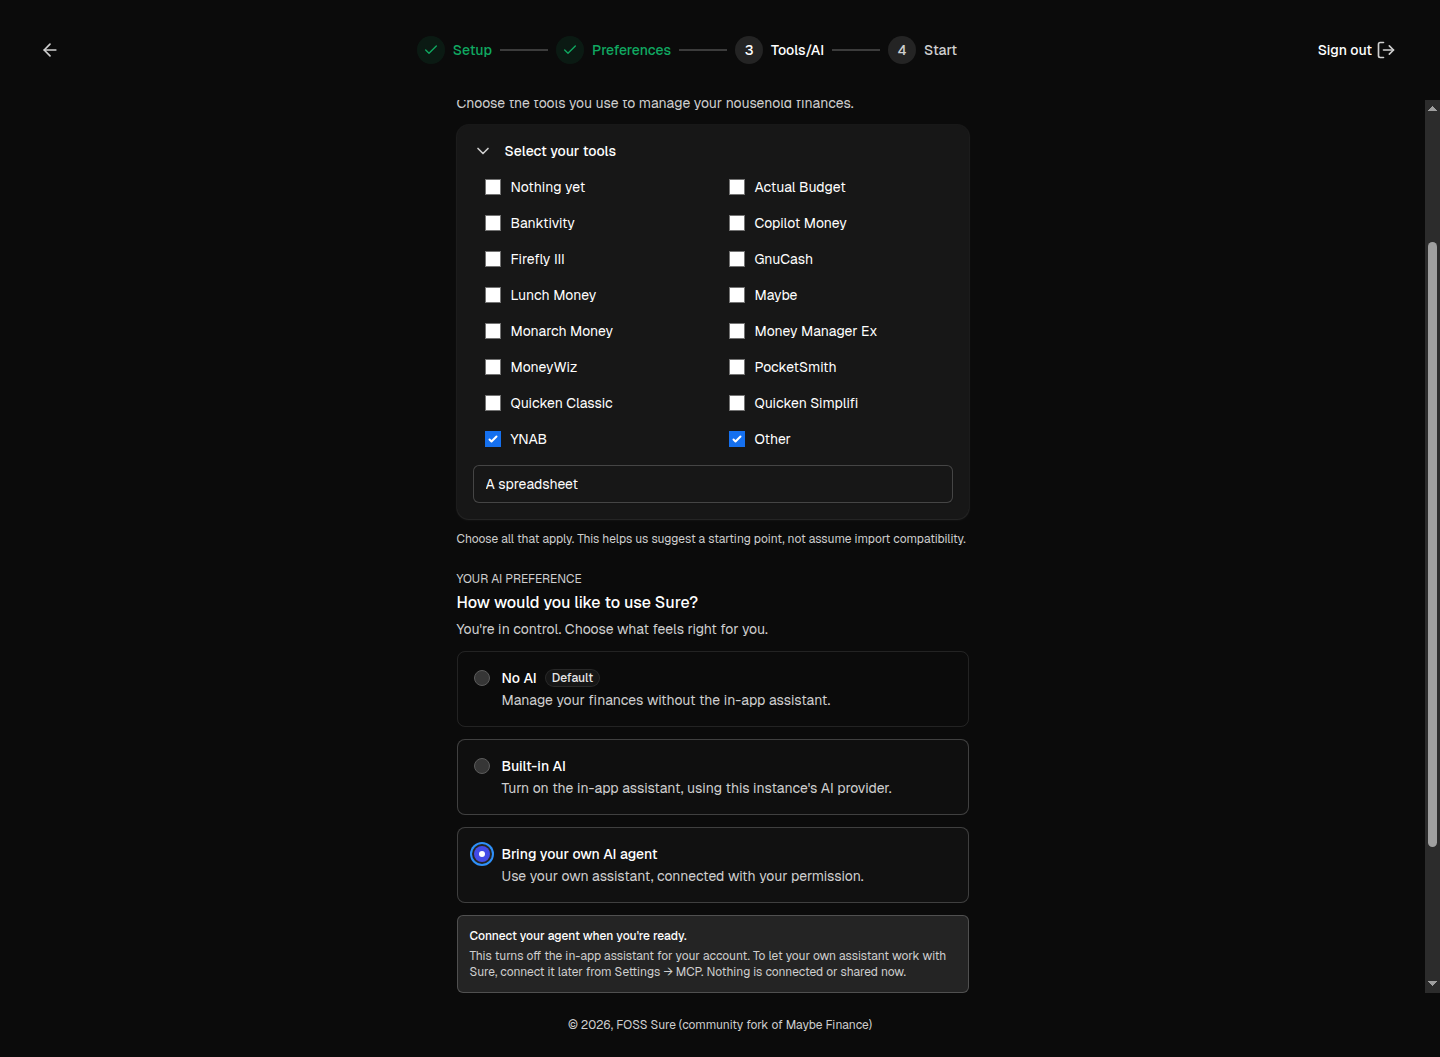 Setup
Preferences
3 Tools/AI
4 Start
Sign out
Choose the tools you use to manage your household finances.
Select your tools
Nothing yet
Actual Budget
Banktivity
Copilot Money
Firefly III
GnuCash
Lunch Money
Maybe
Monarch Money
Money Manager Ex
MoneyWiz
PocketSmith
Quicken Classic
Quicken Simplifi
YNAB
Other
A spreadsheet
Choose all that apply. This helps us suggest a starting point, not assume import compatibility.
YOUR AI PREFERENCE
How would you like to use Sure?
You're in control. Choose what feels right for you.
No AI Default
Manage your finances without the in-app assistant.
Built-in AI
Turn on the in-app assistant, using this instance's AI provider.
Bring your own AI agent
Use your own assistant, connected with your permission.
Connect your agent when you're ready.
This turns off the in-app assistant for your account. To let your own assistant work with
Sure, connect it later from Settings → MCP. Nothing is connected or shared now.
© 2026, FOSS Sure (community fork of Maybe Finance)